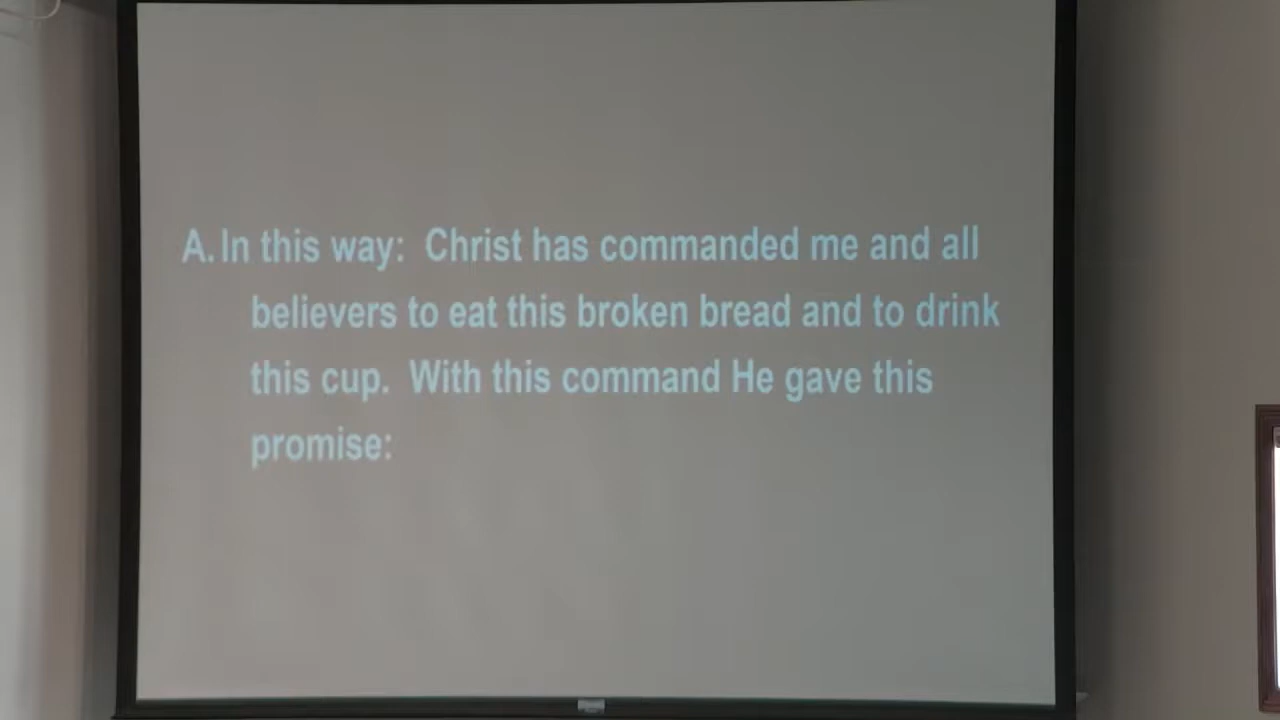 A. In this way:  Christ has commanded me and all
believers to eat this broken bread and to drink
this cup.  With this command He gave this
promise: